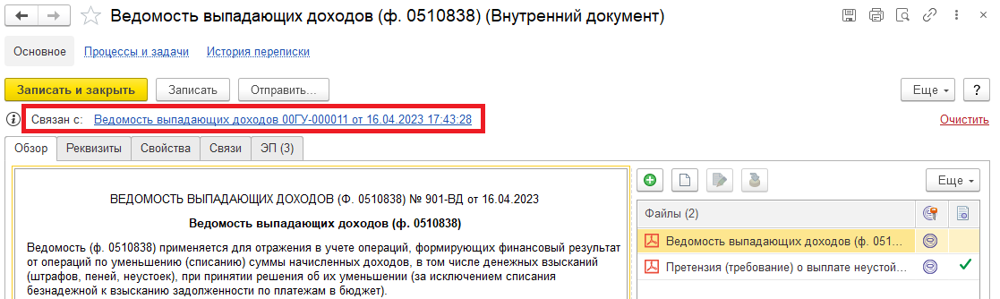 Ведомость выпадающих доходов (ф. 0510838) (Внутренний документ)
Основное Процессы и задачи История переписки
Записать и закрыть Записать Отправить... Еще ?
Связан с: Ведомость выпадающих доходов 00ГУ-000011 от 16.04.2023 17:43:28 Очистить
Обзор Реквизиты Свойства Связи ЭП (3)
Еще
ВЕДОМОСТЬ ВЫПАДАЮЩИХ ДОХОДОВ (Ф. 0510838) № 901-ВД от 16.04.2023
Ведомость выпадающих доходов (ф. 0510838)
Ведомость (ф. 0510838) применяется для отражения в учете операций, формирующих финансовый результат
от операций по уменьшению (списанию) суммы начисленных доходов, в том числе денежных взысканий
(штрафов, пеней, неустоек), при принятии решения об их уменьшении (за исключением списания
безнадежной к взысканию задолженности по платежам в бюджет).
Файлы (2)
Ведомость выпадающих доходов (ф. 051...
Претензия (требование) о выплате неустой...